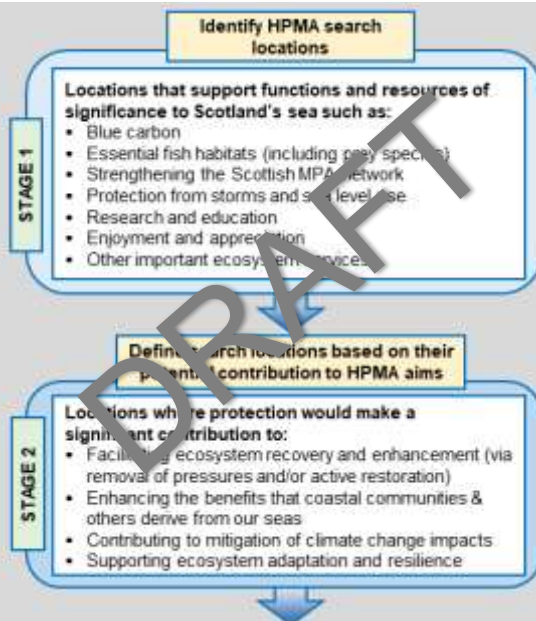 Identify HPMA search
locations
STAGE 1
Locations that support functions and resources of
significance to Scotland's sea such as:
• Blue carbon
• Essential fish habitats (including prey species)
• Strengthening the Scottish MPA network
• Protection from storms and sea level rise
• Research and education
• Enjoyment and appreciation
• Other important ecosystem services
Define search locations based on their
potential contribution to HPMA aims
STAGE 2
Locations where protection would make a
significant contribution to:
• Facilitating ecosystem recovery and enhancement (via
removal of pressures and/or active restoration)
• Enhancing the benefits that coastal communities &
others derive from our seas
• Contributing to mitigation of climate change impacts
• Supporting ecosystem adaptation and resilience
DRAFT